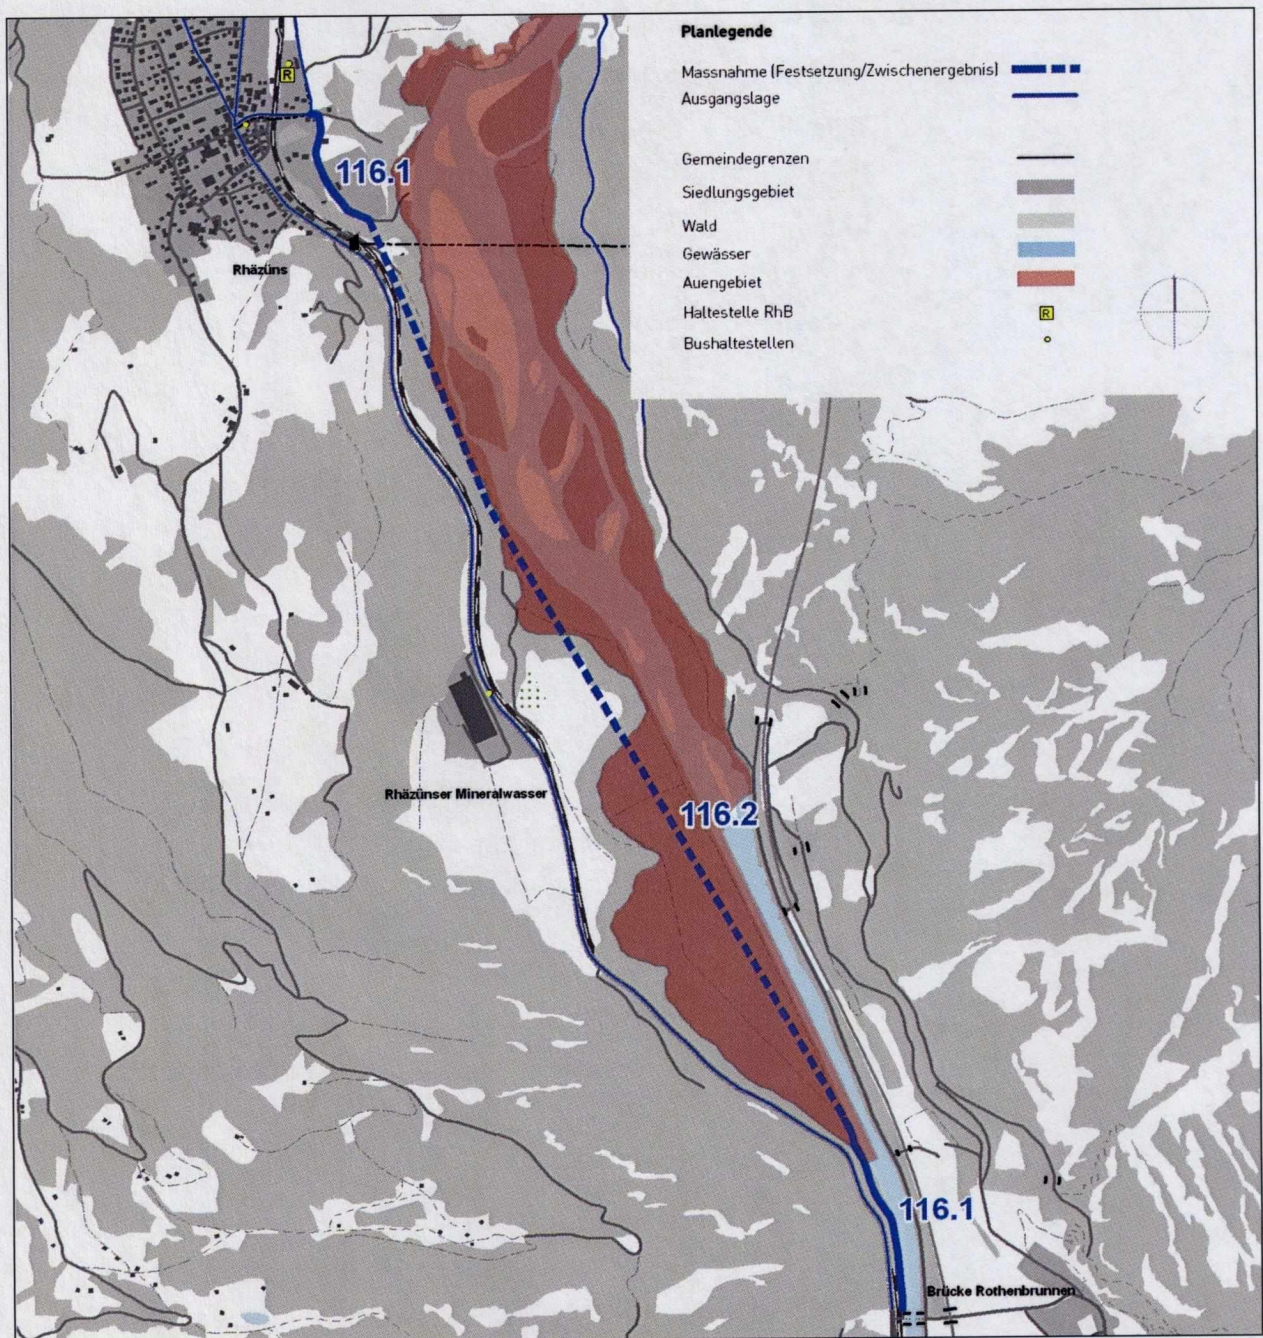 Planlegende
Massnahme (Festsetzung/Zwischenergebnis)
Ausgangslage
Gemeindegrenzen
Siedlungsgebiet
Wald
Gewässer
Auengebiet
Haltestelle RhB
R
Bushaltestellen
R
116.1
Rhäzüns
Rhäzünser Mineralwasser
116.2
116.1
Brücke Rothenbrunnen